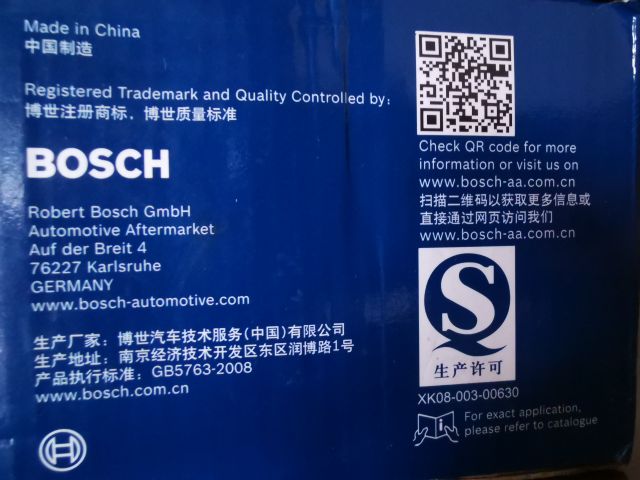 Made in China
中国制造
Registered Trademark and Quality Controlled by:
博世注册商标，博世质量标准
BOSCH
Robert Bosch GmbH
Automotive Aftermarket
Auf der Breit 4
76227 Karlsruhe
GERMANY
www.bosch-automotive.com
生产厂家：博世汽车技术服务(中国)有限公司
生产地址：南京经济技术开发区东区润博路1号
产品执行标准：GB5763-2008
www.bosch.com.cn
Check QR code for more
information or visit us on
www.bosch-aa.com.cn
扫描二维码以获取更多信息或
直接通过网页访问我们
www.bosch-aa.com.cn
S
生产许可
XK08-003-00630
For exact application,
please refer to catalogue